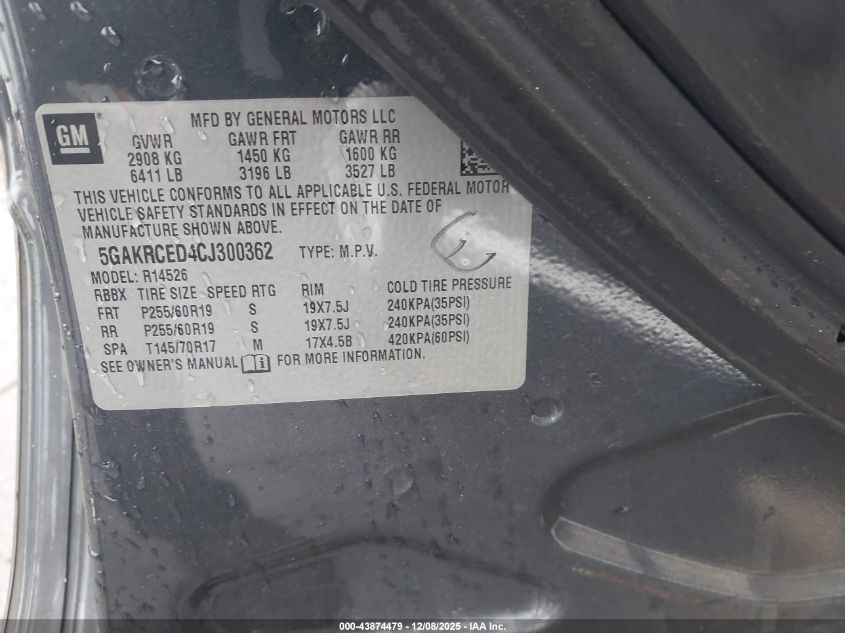 GM
MFD BY GENERAL MOTORS LLC
GVWR GAWR FRT GAWR RR
2908 KG 1450 KG 1600 KG
6411 LB 3196 LB 3527 LB
THIS VEHICLE CONFORMS TO ALL APPLICABLE U.S. FEDERAL MOTOR
VEHICLE SAFETY STANDARDS IN EFFECT ON THE DATE OF
MANUFACTURE SHOWN ABOVE.
5GAKRCED4CJ300362 TYPE: M.P.V.
MODEL: R14526
RBBX TIRE SIZE SPEED RTG RIM COLD TIRE PRESSURE
FRT P255/60R19 S 19X7.5J 240KPA(35PSI)
RR P255/60R19 S 19X7.5J 240KPA(35PSI)
SPA T145/70R17 M 17X4.5B 420KPA(60PSI)
SEE OWNER'S MANUAL FOR MORE INFORMATION.
000-43874479 - 12/08/2025 - IAA Inc.